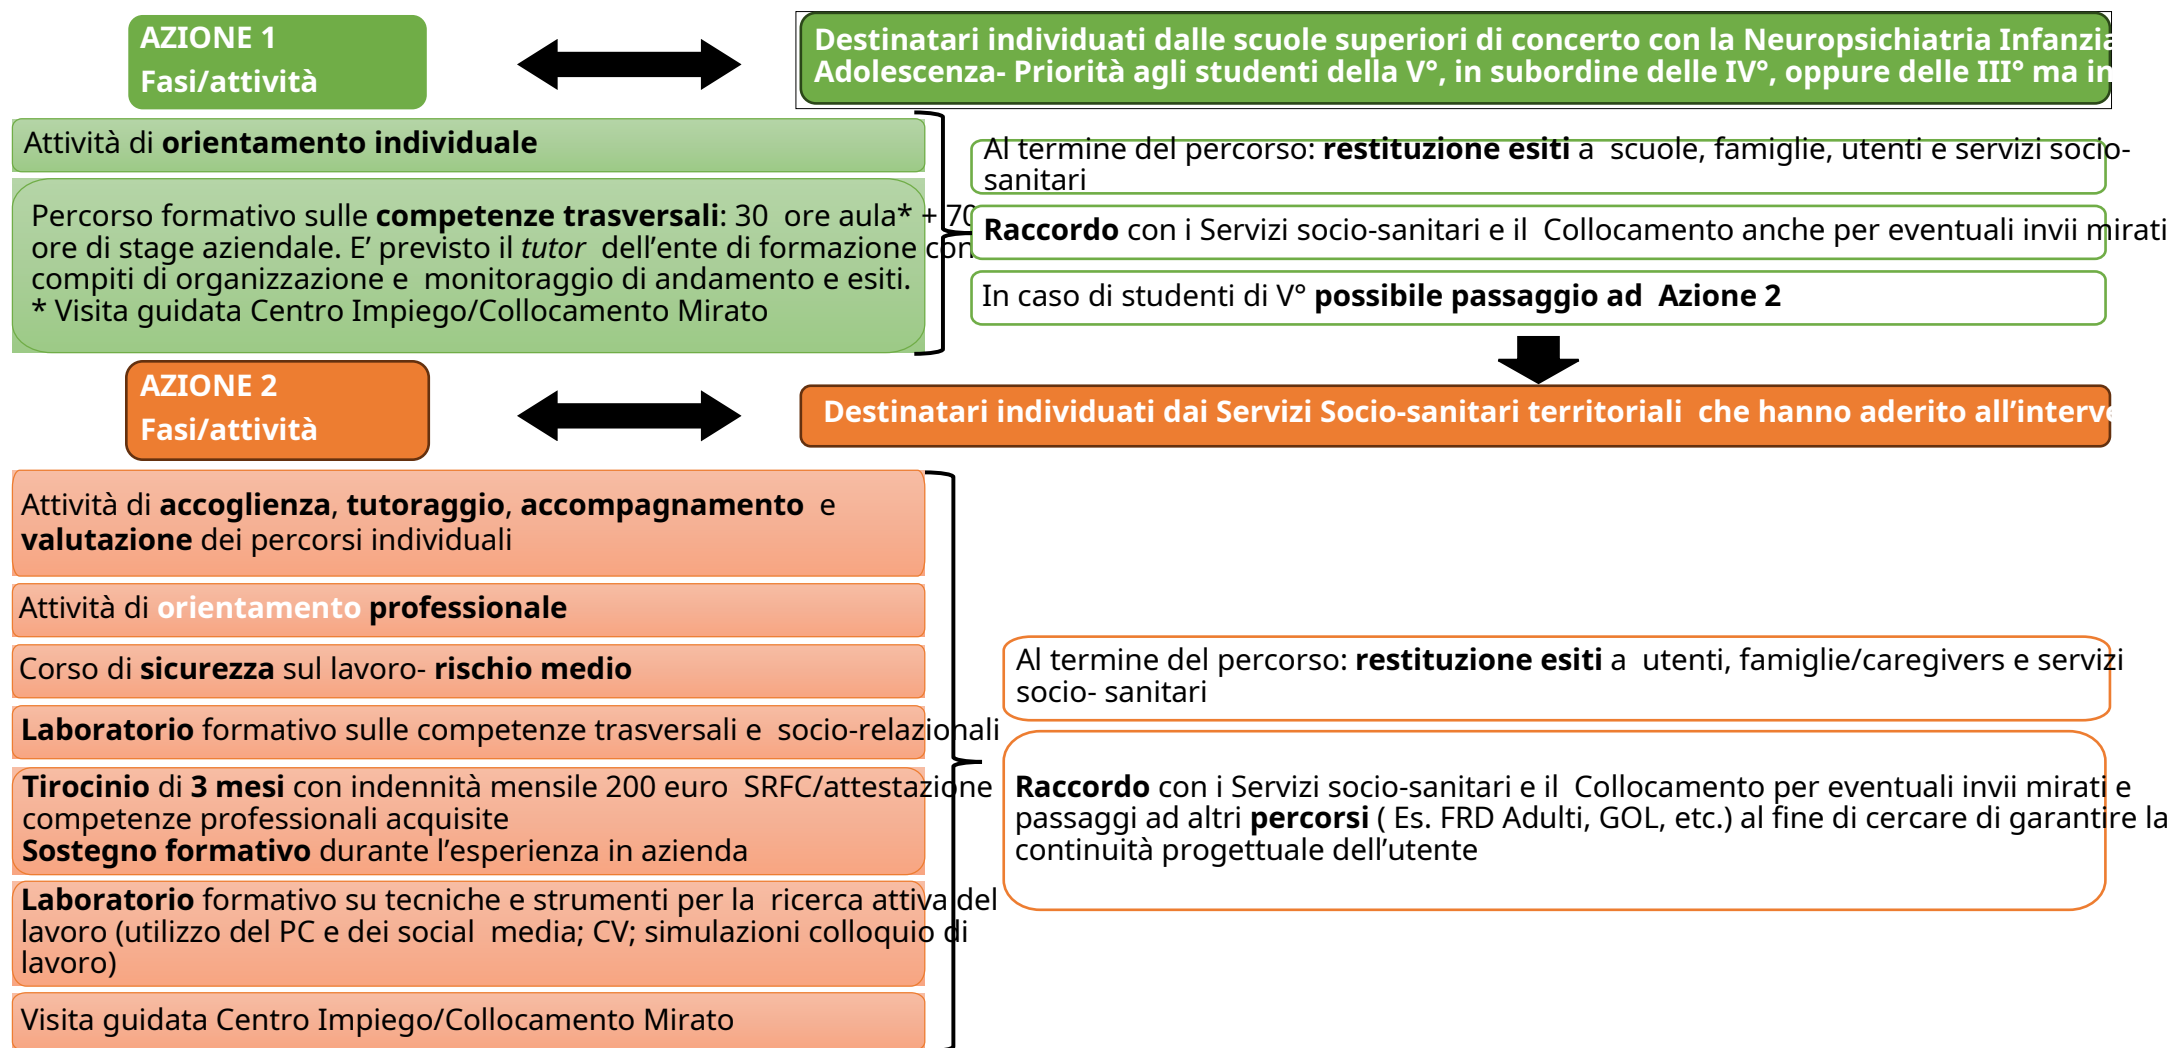 AZIONE 1
Fasi/attività
Destinatari individuati dalle scuole superiori di concerto con la Neuropsichiatria Infanzia
Adolescenza- Priorità agli studenti della V°, in subordine delle IV°, oppure delle III° ma in
Attività di orientamento individuale
Percorso formativo sulle competenze trasversali: 30 ore aula* + 70
ore di stage aziendale. E’ previsto il tutor dell’ente di formazione con
compiti di organizzazione e monitoraggio di andamento e esiti.
* Visita guidata Centro Impiego/Collocamento Mirato
Al termine del percorso: restituzione esiti a scuole, famiglie, utenti e servizi socio-
sanitari
Raccordo con i Servizi socio-sanitari e il Collocamento anche per eventuali invii mirati
In caso di studenti di V° possibile passaggio ad Azione 2
AZIONE 2
Fasi/attività
Destinatari individuati dai Servizi Socio-sanitari territoriali che hanno aderito
Attività di accoglienza, tutoraggio, accompagnamento e
valutazione dei percorsi individuali
Attività di orientamento professionale
Corso di sicurezza sul lavoro- rischio medio
Laboratorio formativo sulle competenze trasversali e socio-relazionali
Tirocinio di 3 mesi con indennità mensile 200 euro SRFC/attestazione
competenze professionali acquisite
Sostegno formativo durante l’esperienza in azienda
Laboratorio formativo su tecniche e strumenti per la ricerca attiva del
lavoro (utilizzo del PC e dei social media; CV; simulazioni colloquio di
lavoro)
Visita guidata Centro Impiego/Collocamento Mirato
Al termine del percorso: restituzione esiti a utenti, famiglie/caregivers e servizi
socio- sanitari
Raccordo con i Servizi socio-sanitari e il Collocamento per eventuali invii mirati e
passaggi ad altri percorsi ( Es. FRD Adulti, GOL, etc.) al fine di cercare di garantire la
continuità progettuale dell’utente